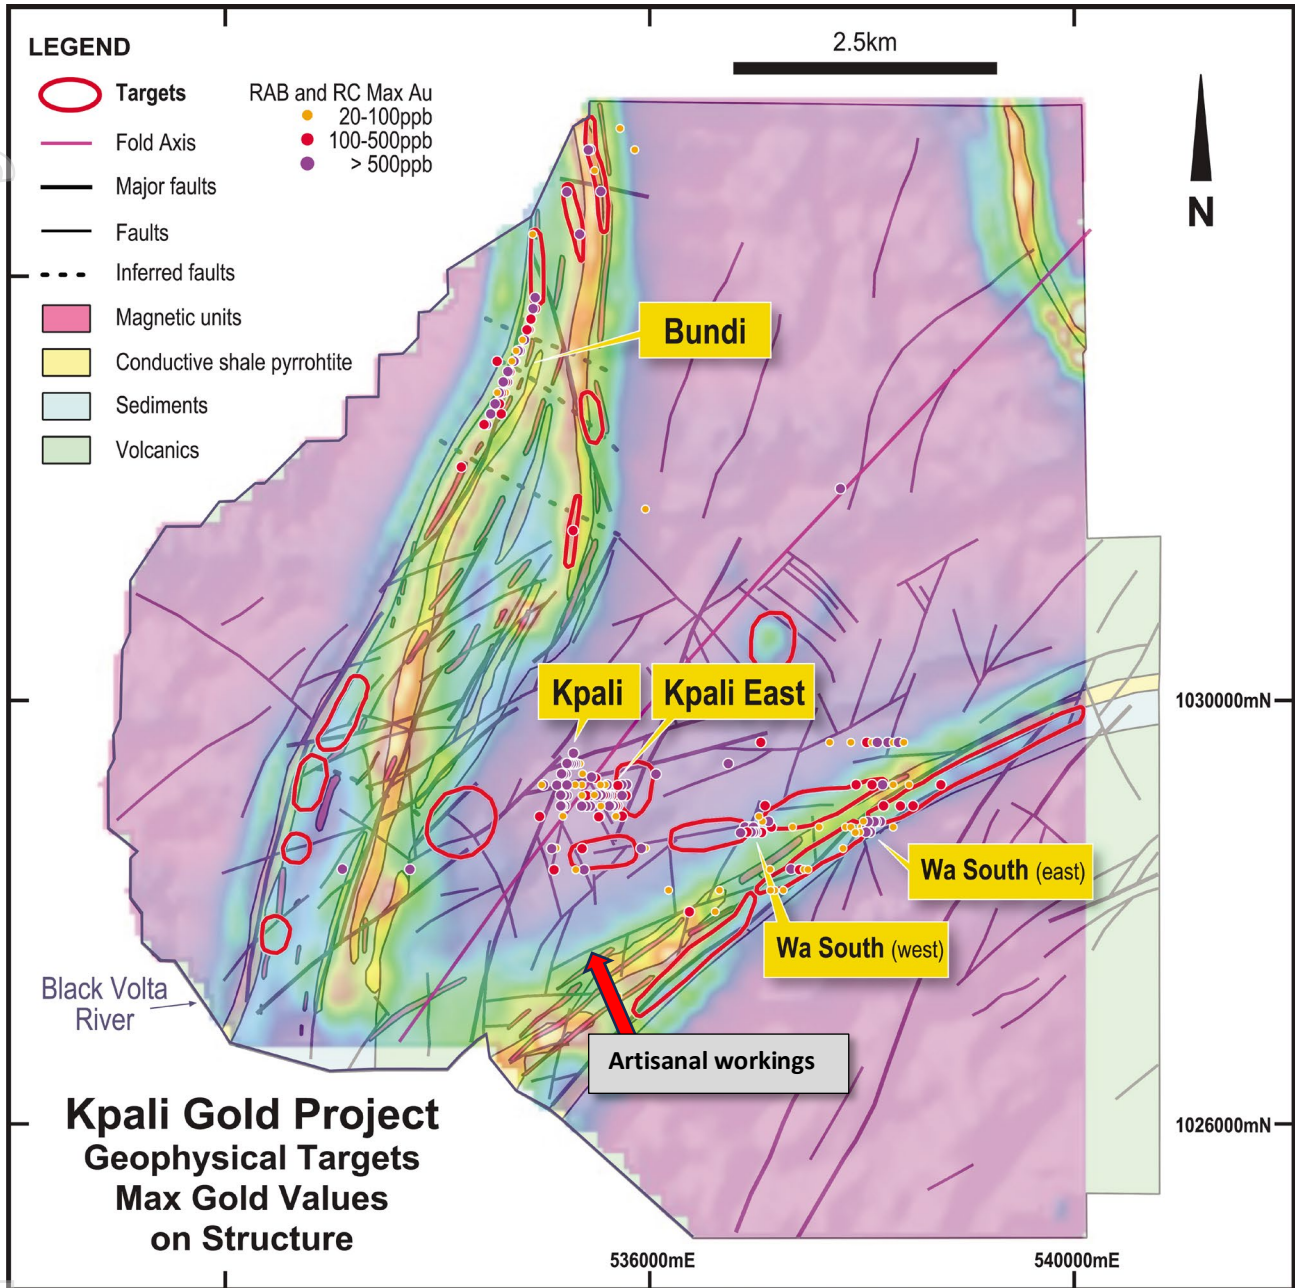 LEGEND
Targets
Fold Axis
Major faults
Faults
Inferred faults
Magnetic units
Conductive shale pyrrohtite
Sediments
Volcanics
RAB and RC Max Au
20-100ppb
100-500ppb
> 500ppb
2.5km
N
Bundi
Kpali
Kpali East
1030000mN
Wa South (east)
Wa South (west)
Black Volta
River
Artisanal workings
1026000mN
Kpali Gold Project
Geophysical Targets
Max Gold Values
on Structure
536000mE
540000mE